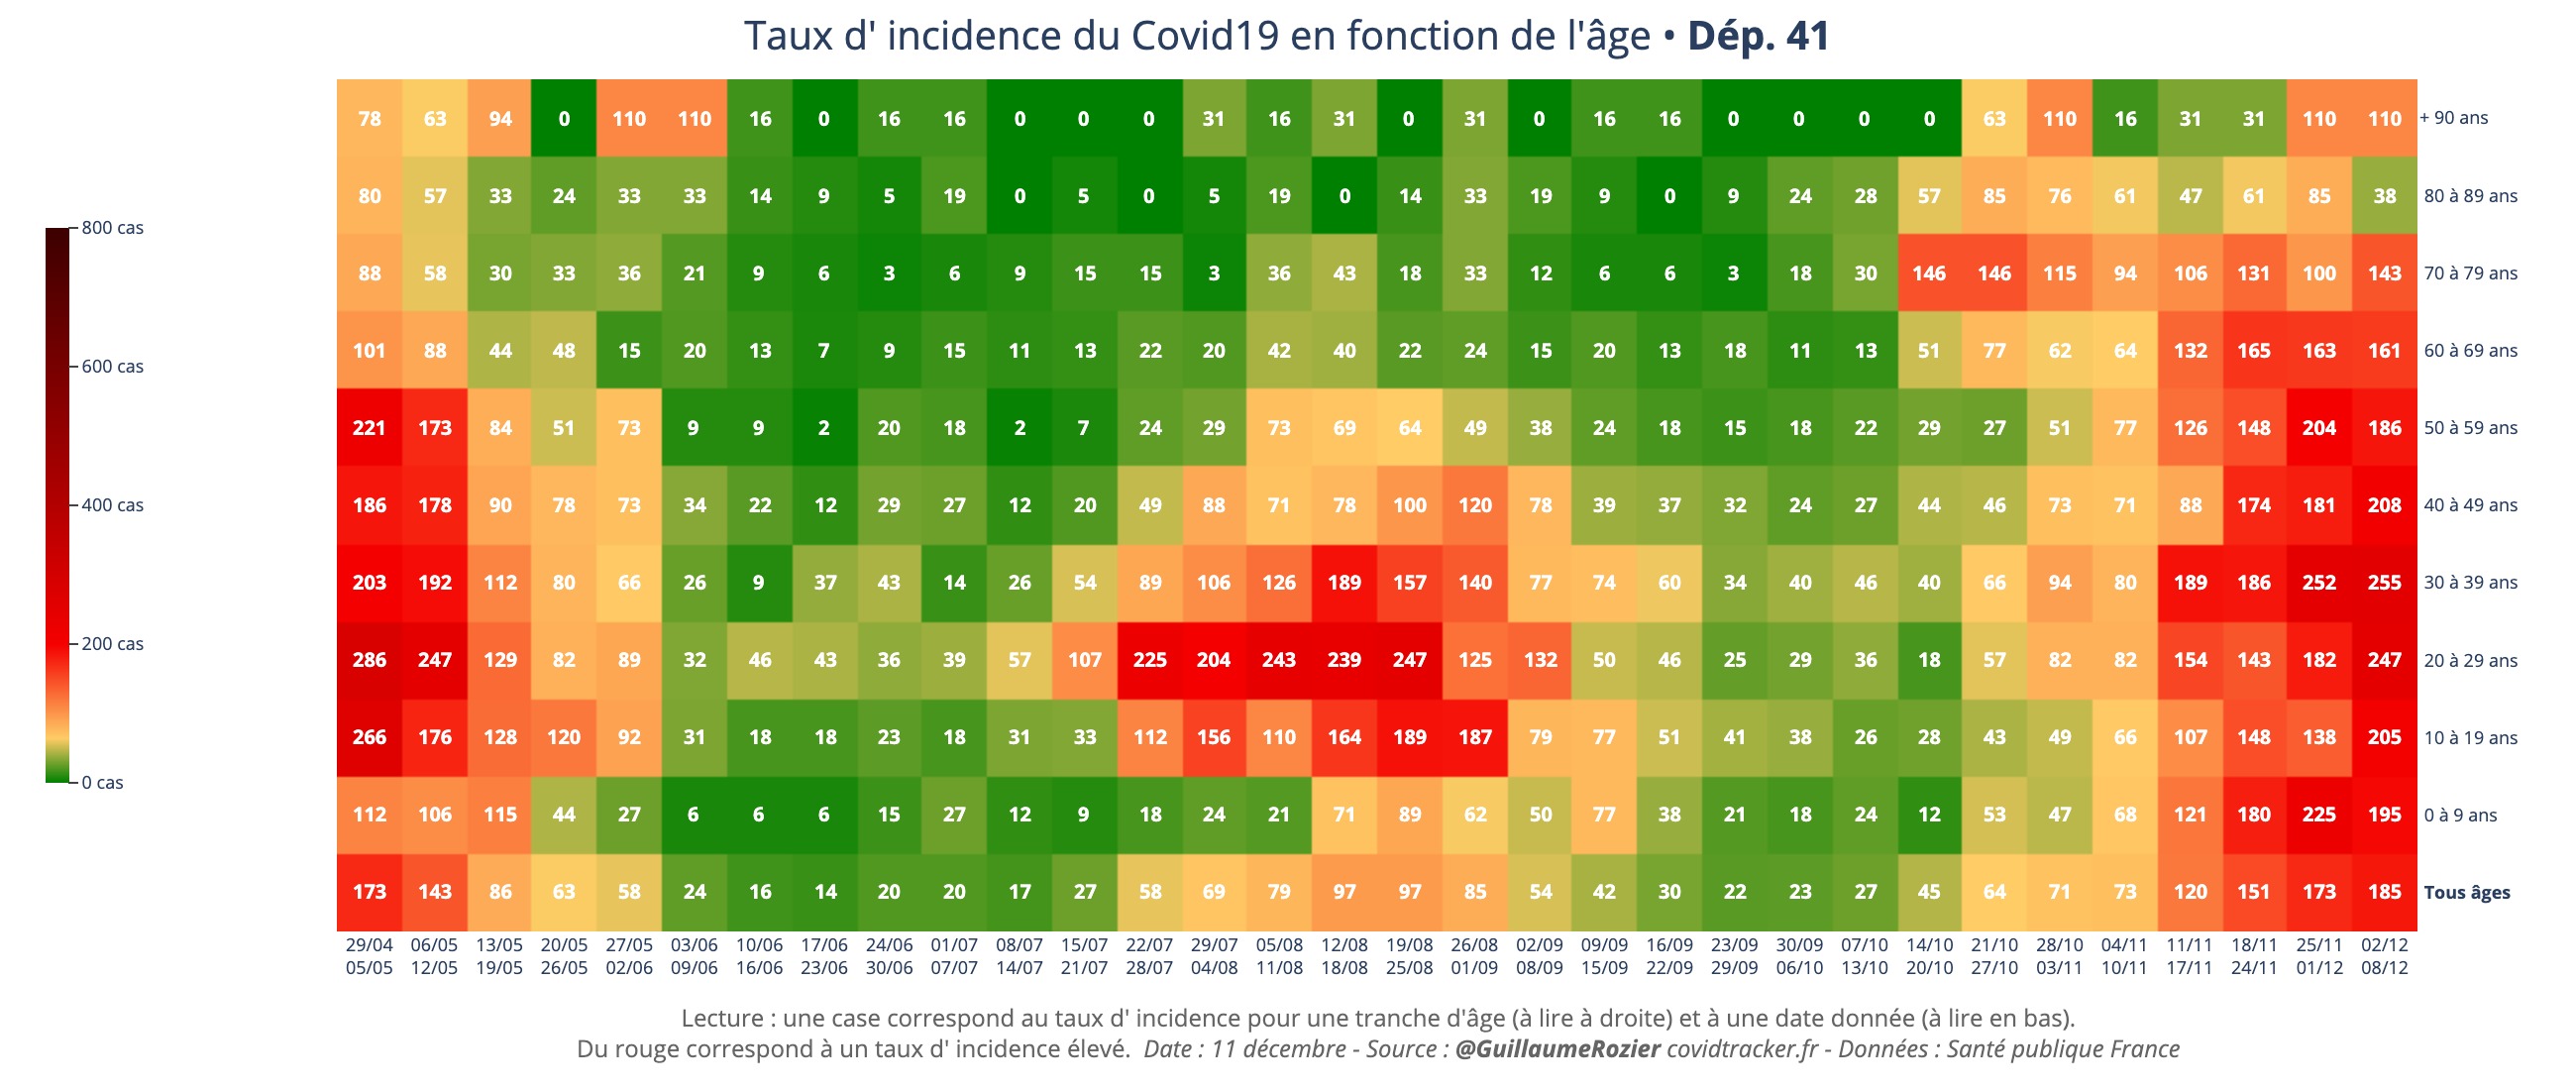 Taux d' incidence du Covid19 en fonction de l'âge • Dép. 41
800 cas
600 cas
400 cas
200 cas
0 cas
78 63 94 0 110 110 16 0 16 16 0 0 0 31 16 31 0 31 0 16 16 0 0 0 0 63 110 16 31 31 110 110 + 90 ans
80 57 33 24 33 33 14 9 5 19 0 5 0 5 19 0 14 33 19 9 0 9 24 28 57 85 76 61 47 61 85 38 80 à 89 ans
88 58 30 33 36 21 9 6 3 6 9 15 15 3 36 43 18 33 12 6 6 3 18 30 146 146 115 94 106 131 100 143 70 à 79 ans
101 88 44 48 15 20 13 7 9 15 11 13 22 20 42 40 22 24 15 20 13 18 11 13 51 77 62 64 132 165 163 161 60 à 69 ans
221 173 84 51 73 9 9 2 20 18 2 7 24 29 73 69 64 49 38 24 18 15 18 22 29 27 51 77 126 148 204 186 50 à 59 ans
186 178 90 78 73 34 22 12 29 27 12 20 49 88 71 78 100 120 78 39 37 32 24 27 44 46 73 71 88 174 181 208 40 à 49 ans
203 192 112 80 66 26 9 37 43 14 26 54 89 106 126 189 157 140 77 74 60 34 40 46 40 66 94 80 189 186 252 255 30 à 39 ans
286 247 129 82 89 32 46 43 36 39 57 107 225 204 243 239 247 125 132 50 46 25 29 36 18 57 82 82 154 143 182 247 20 à 29 ans
266 176 128 120 92 31 18 18 23 18 31 33 112 156 110 164 189 187 79 77 51 41 38 26 28 43 49 66 107 148 138 205 10 à 19 ans
112 106 115 44 27 6 6 6 15 27 12 9 18 24 21 71 89 62 50 77 38 21 18 24 12 53 47 68 121 180 225 195 0 à 9 ans
173 143 86 63 58 24 16 14 20 20 17 27 58 69 79 97 97 85 54 42 30 22 23 27 45 64 71 73 120 151 173 185 Tous âges
29/04 06/05 13/05 20/05 27/05 03/06 10/06 17/06 24/06 01/07 08/07 15/07 22/07 29/07 05/08 12/08 19/08 26/08 02/09 09/09 16/09 23/09 30/09 07/10 14/10 21/10 28/10 04/11 11/11 18/11 25/11 02/12
05/05 12/05 19/05 26/05 02/06 09/06 16/06 23/06 30/06 07/07 14/07 21/07 28/07 04/08 11/08 18/08 25/08 01/09 08/09 15/09 22/09 29/09 06/10 13/10 20/10 27/10 03/11 10/11 17/11 24/11 01/12 08/12
Lecture : une case correspond au taux d' incidence pour une tranche d'âge (à lire à droite) et à une date donnée (à lire en bas).
Du rouge correspond à un taux d' incidence élevé. Date : 11 décembre - Source : @GuillaumeRozier covidtracker.fr - Données : Santé publique France